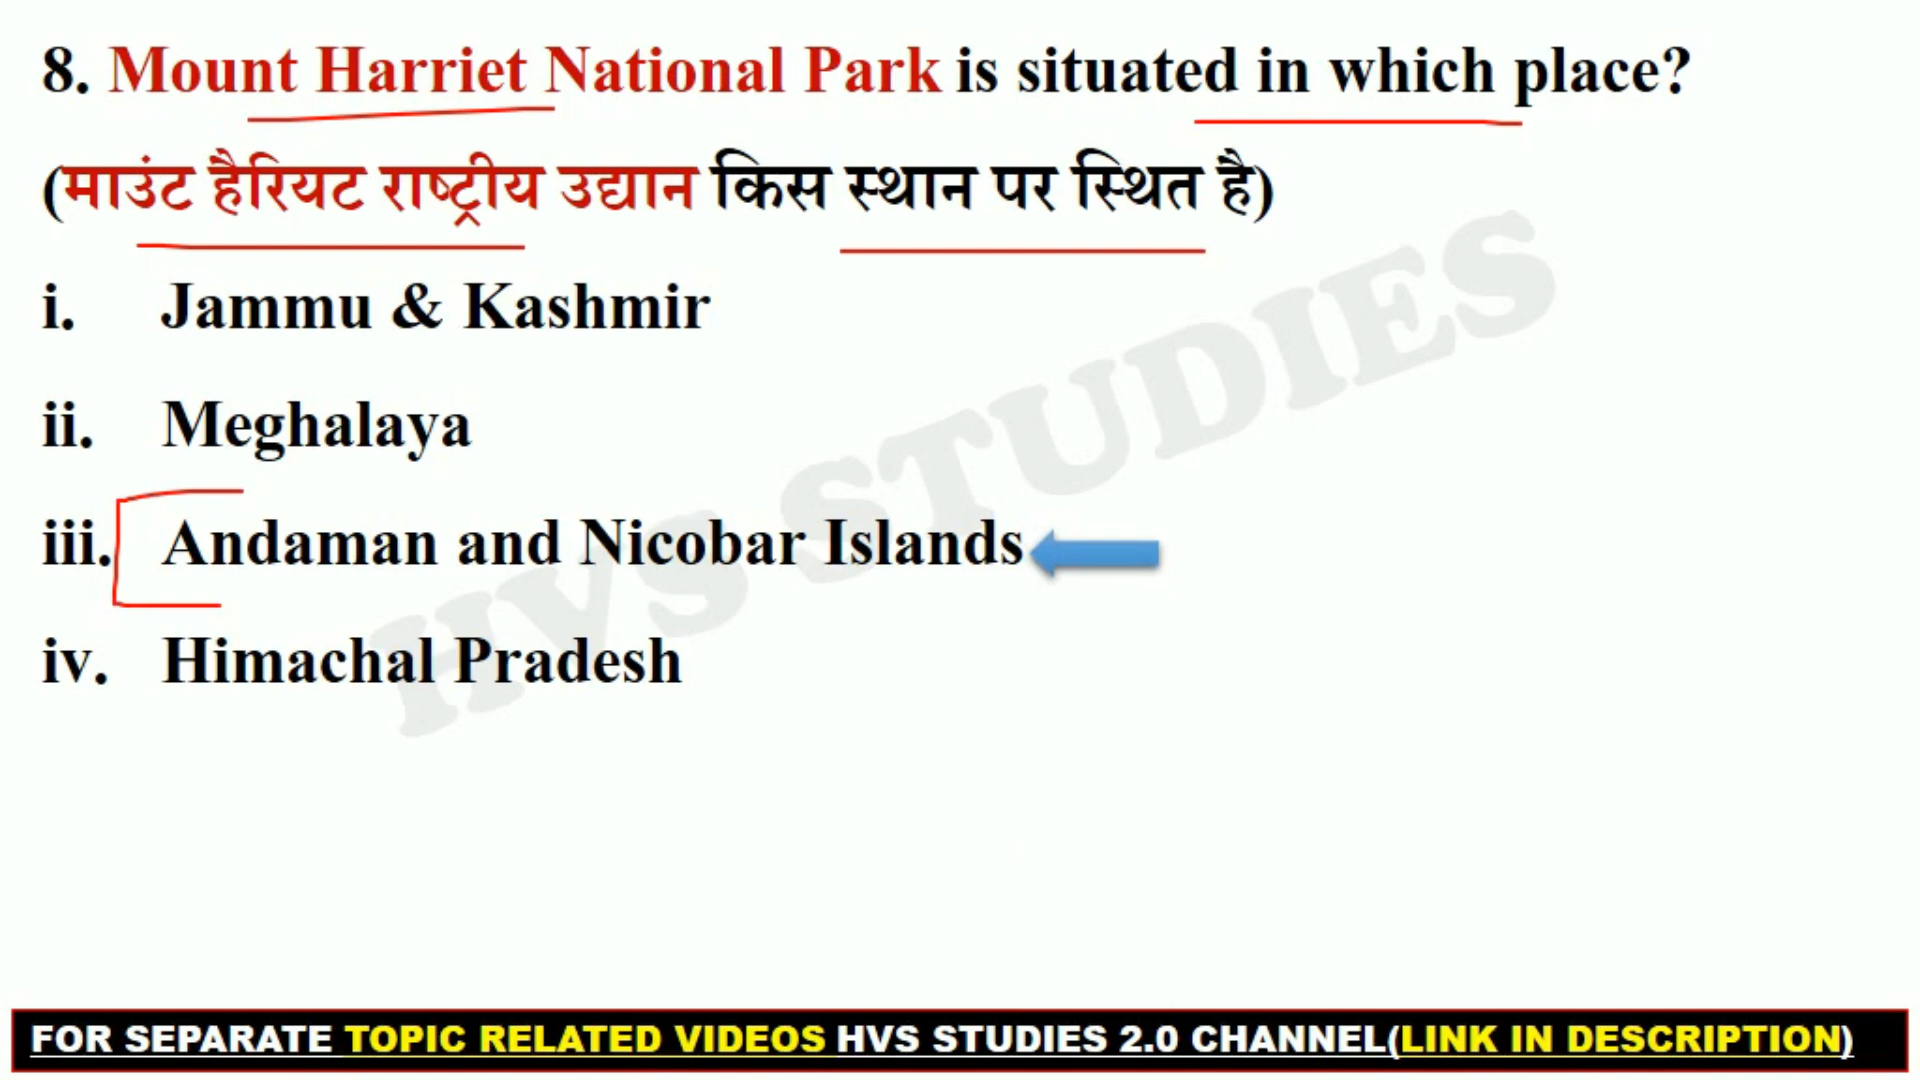 8. Mount Harriet National Park is situated in which place?
(माउंट हैरियट राष्ट्रीय उद्यान किस स्थान पर स्थित है)
i. Jammu & Kashmir
ii. Meghalaya
iii. Andaman and Nicobar Islands
iv. Himachal Pradesh
HVS STUDIES
FOR SEPARATE TOPIC RELATED VIDEOS HVS STUDIES 2.0 CHANNEL(LINK IN DESCRIPTION)